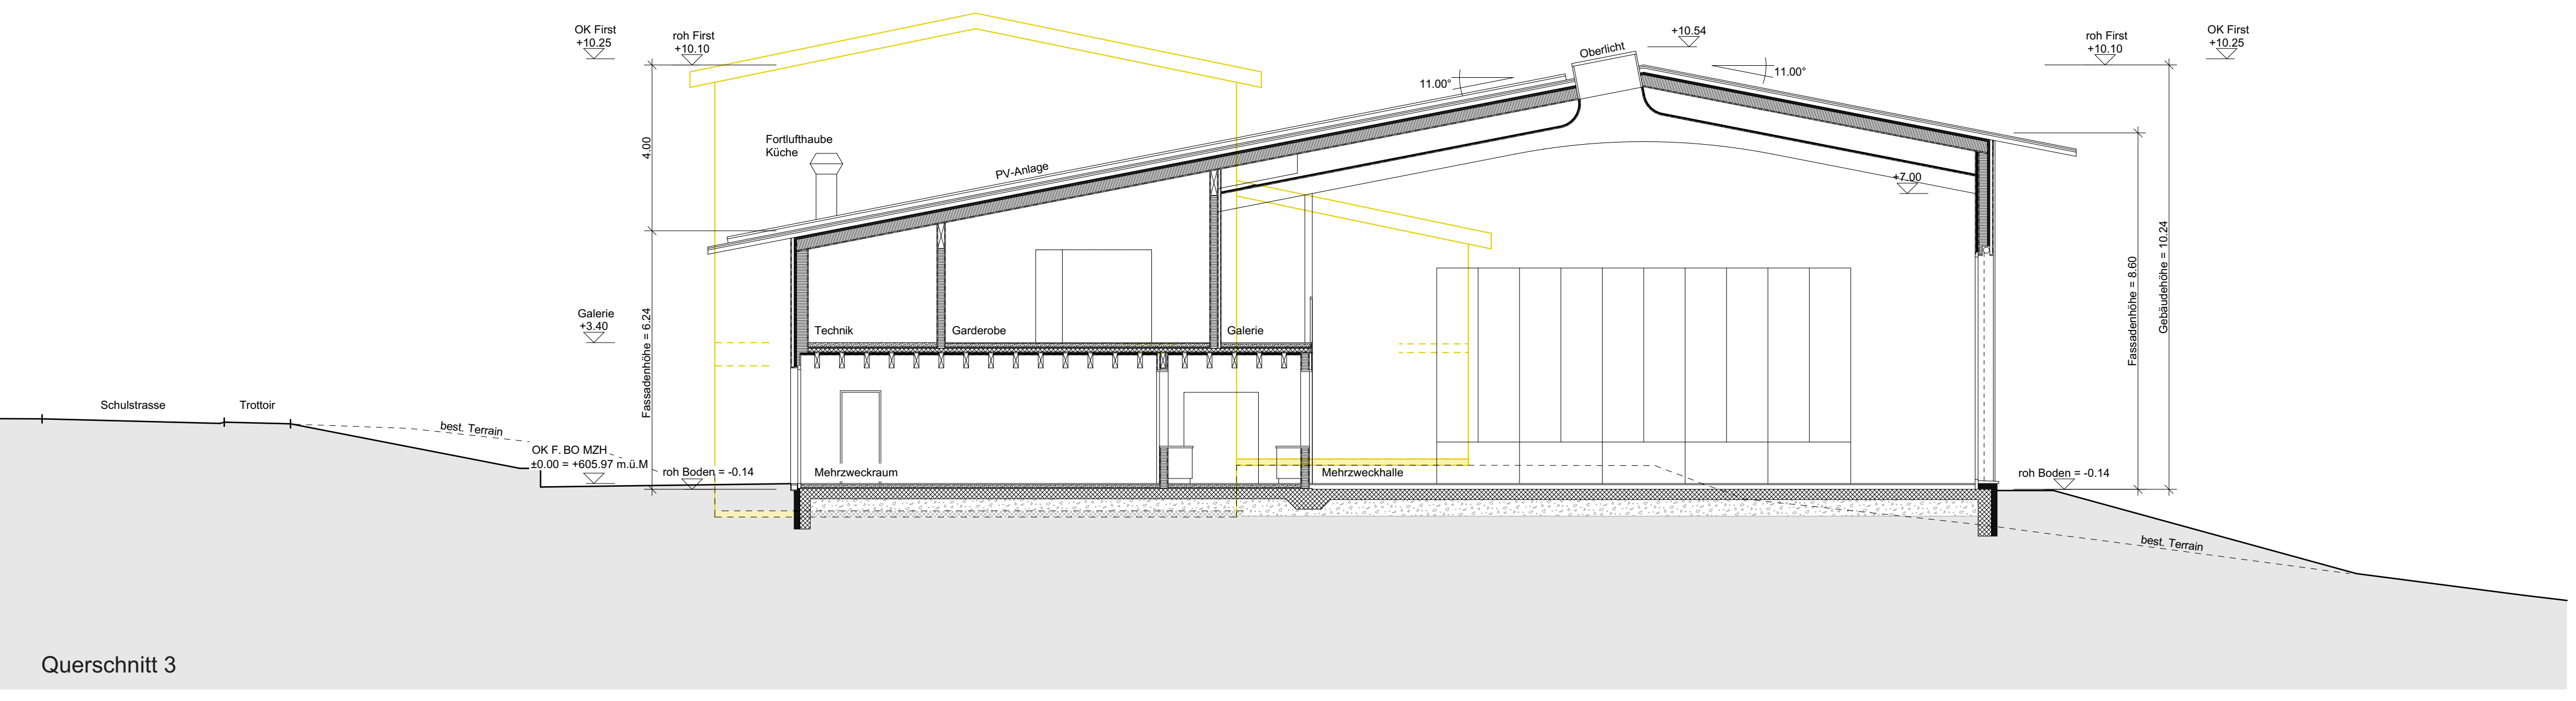 OK First
+10.25
roh First
+10.10
+10.54
roh First
+10.10
OK First
+10.25
Oberlicht
11.00°
11.00°
4.00
Fortlufthaube
Küche
PV-Anlage
+7.00
Fassadenhöhe = 6.24
Fassadenhöhe = 8.60
Gebäudehöhe = 10.24
Galerie
+3.40
Technik
Garderobe
Galerie
Schulstrasse
Trottoir
best. Terrain
OK F. BO MZH
±0.00 = +605.97 m.ü.M
roh Boden = -0.14
Mehrzweckraum
Mehrzweckhalle
roh Boden = -0.14
best. Terrain
Querschnitt 3